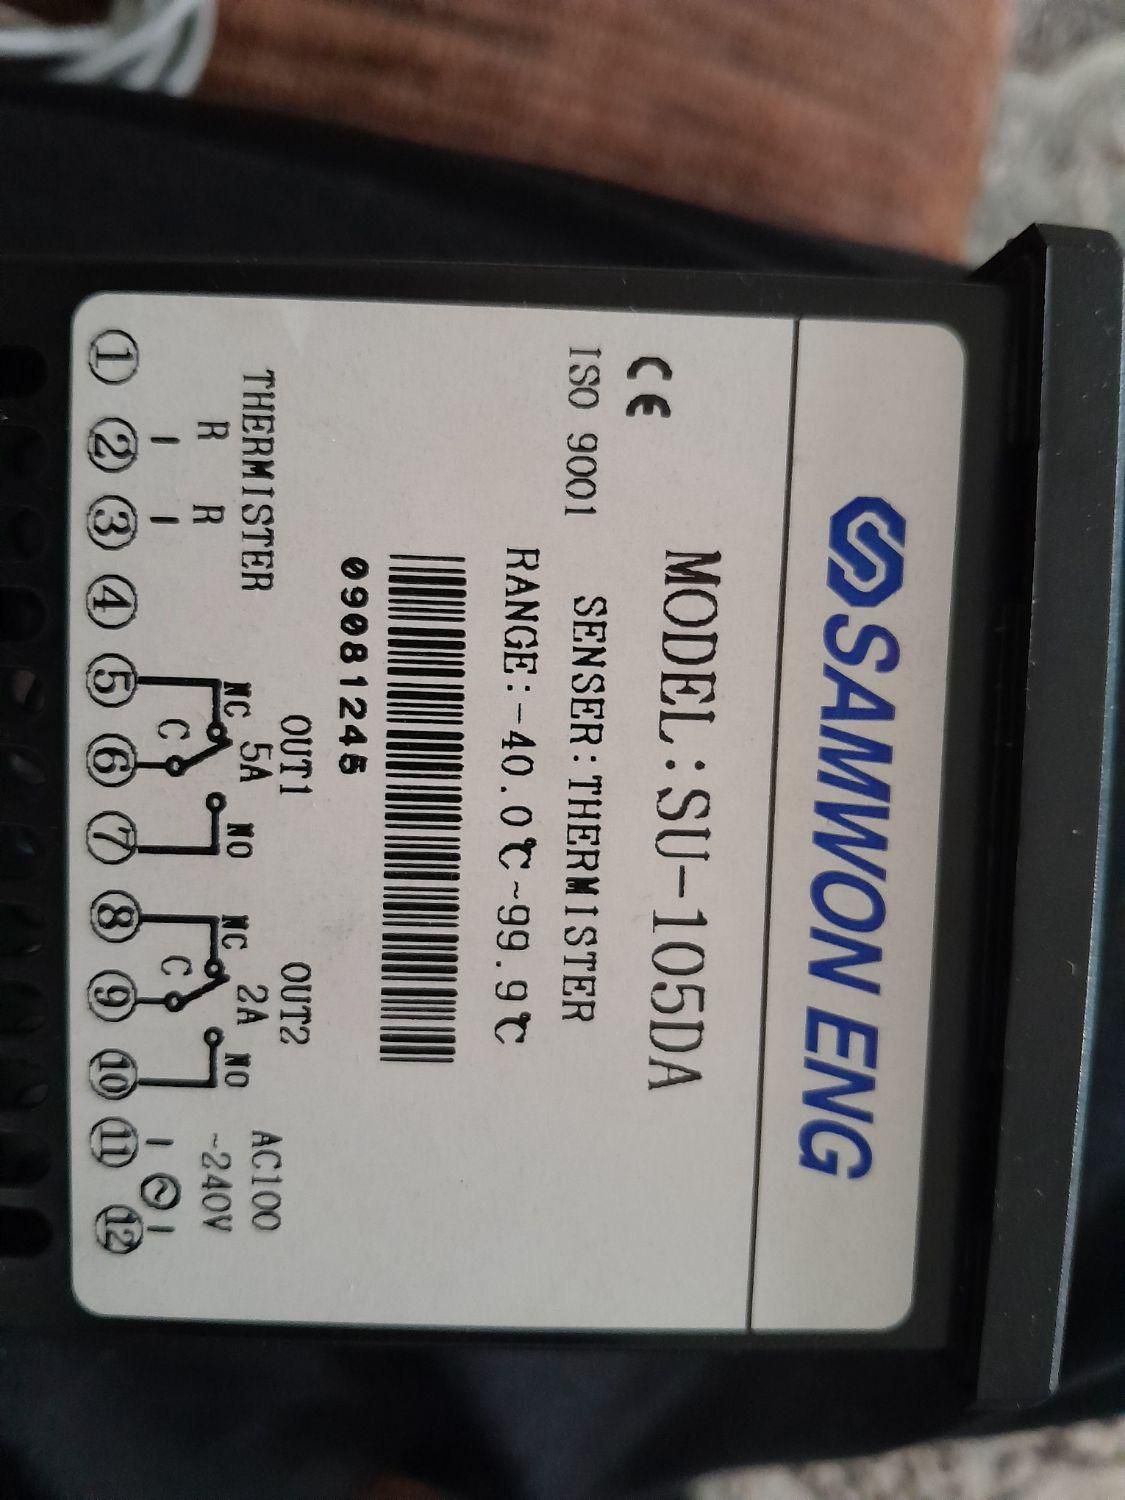 SAMWON ENG
MODEL:SU-105DA
CE
ISO 9001
SENSER:THERMISTER
RANGE:-40.0℃~99.9℃
09081245
THERMISTER
R R
OUT1
5A
NC C NO
OUT2
2A
NC C NO
AC100
~240V
① ② ③ ④ ⑤ ⑥ ⑦ ⑧ ⑨ ⑩ ⑪ ⑫